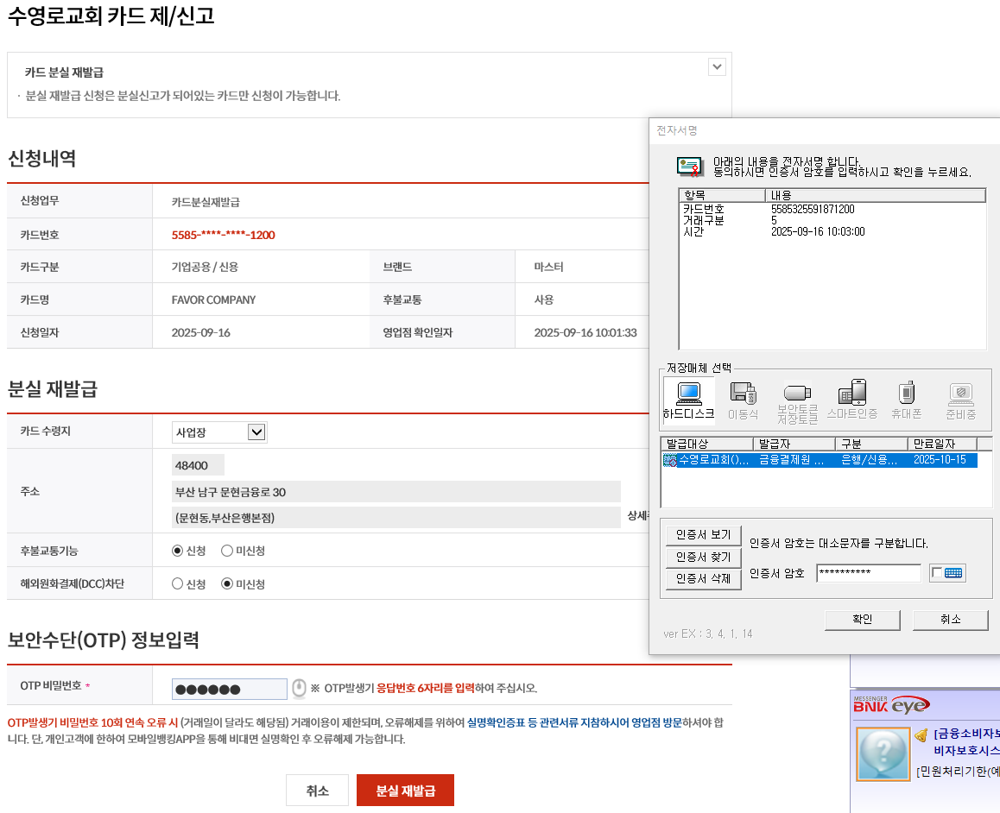 수영로교회 카드 제/신고
카드 분실 재발급
· 분실 재발급 신청은 분실신고가 되어있는 카드만 신청이 가능합니다.
신청내역
신청업무 카드분실재발급
카드번호 5585-****-****-1200
카드구분 기업공용 / 신용 브랜드 마스터
카드명 FAVOR COMPANY 후불교통 사용
신청일자 2025-09-16 영업점 확인일자 2025-09-16 10:01:33
분실 재발급
카드 수령지 사업장
주소 48400
부산 남구 문현금융로 30
(문현동,부산은행본점) 상세
후불교통기능 신청 미신청
해외원화결제(DCC)차단 신청 미신청
보안수단(OTP) 정보입력
OTP 비밀번호 * ●●●●●● ※ OTP발생기 응답번호 6자리를 입력하여 주십시오.
OTP발생기 비밀번호 10회 연속 오류 시 (거래일이 달라도 해당됨) 거래이용이 제한되며, 오류해제를 위하여 실명확인증표 등 관련서류 지참하시어 영업점 방문하셔야 합
니다. 단, 개인고객에 한하여 모바일뱅킹APP을 통해 비대면 실명확인 후 오류해제 가능합니다.
취소 분실 재발급
전자서명
아래의 내용을 전자서명 합니다.
동의하시면 인증서 암호를 입력하시고 확인을 누르세요.
항목 내용
카드번호 5585325591871200
거래구분 5
시간 2025-09-16 10:03:00
저장매체 선택
하드디스크 이동식 보안토큰 저장토큰 스마트인증 휴대폰 준비중
발급대상 발급자 구분 만료일자
수영로교회()... 금융결제원 ... 은행/신용... 2025-10-15
인증서 보기
인증서 암호는 대소문자를 구분합니다.
인증서 찾기
인증서 암호 **********
인증서 삭제
확인 취소
ver EX : 3, 4, 1, 14
MESSENGER
BNK eye
[금융소비자보
비자보호시스
[민원처리기한(예